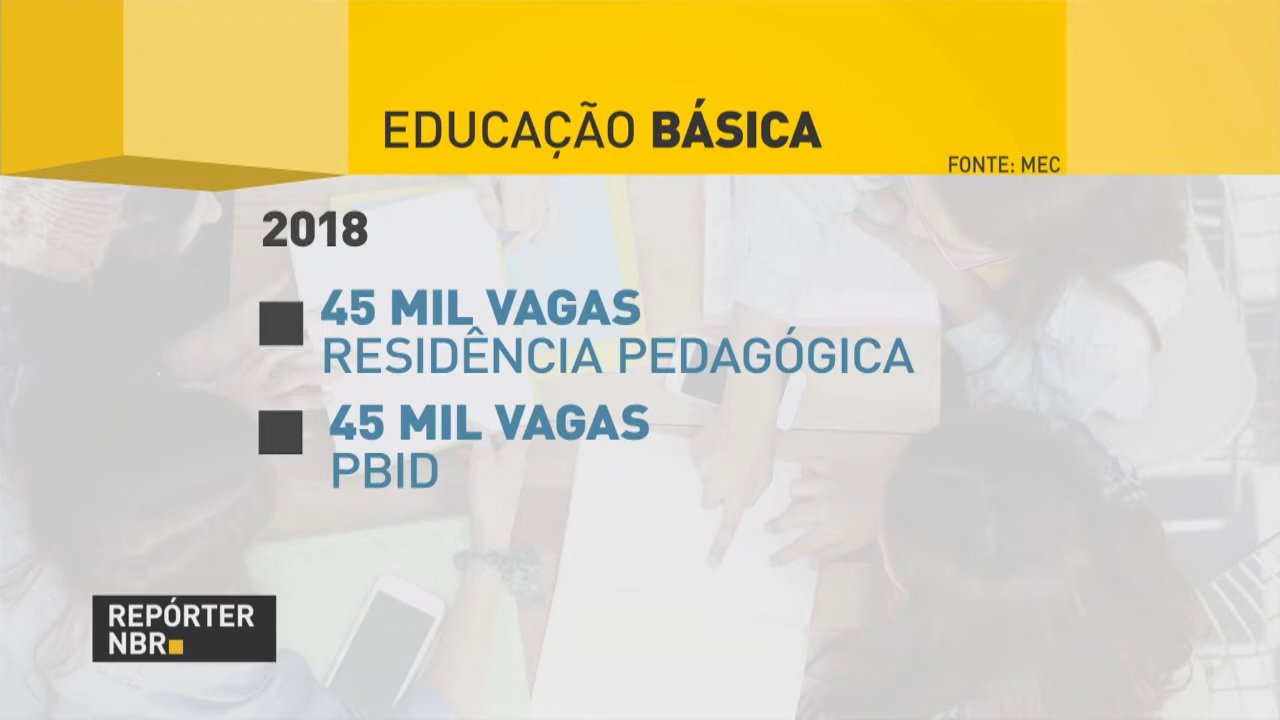 EDUCAÇÃO BÁSICA
FONTE: MEC
2018
45 MIL VAGAS
RESIDÊNCIA PEDAGÓGICA
45 MIL VAGAS
PBID
REPÓRTER
NBR